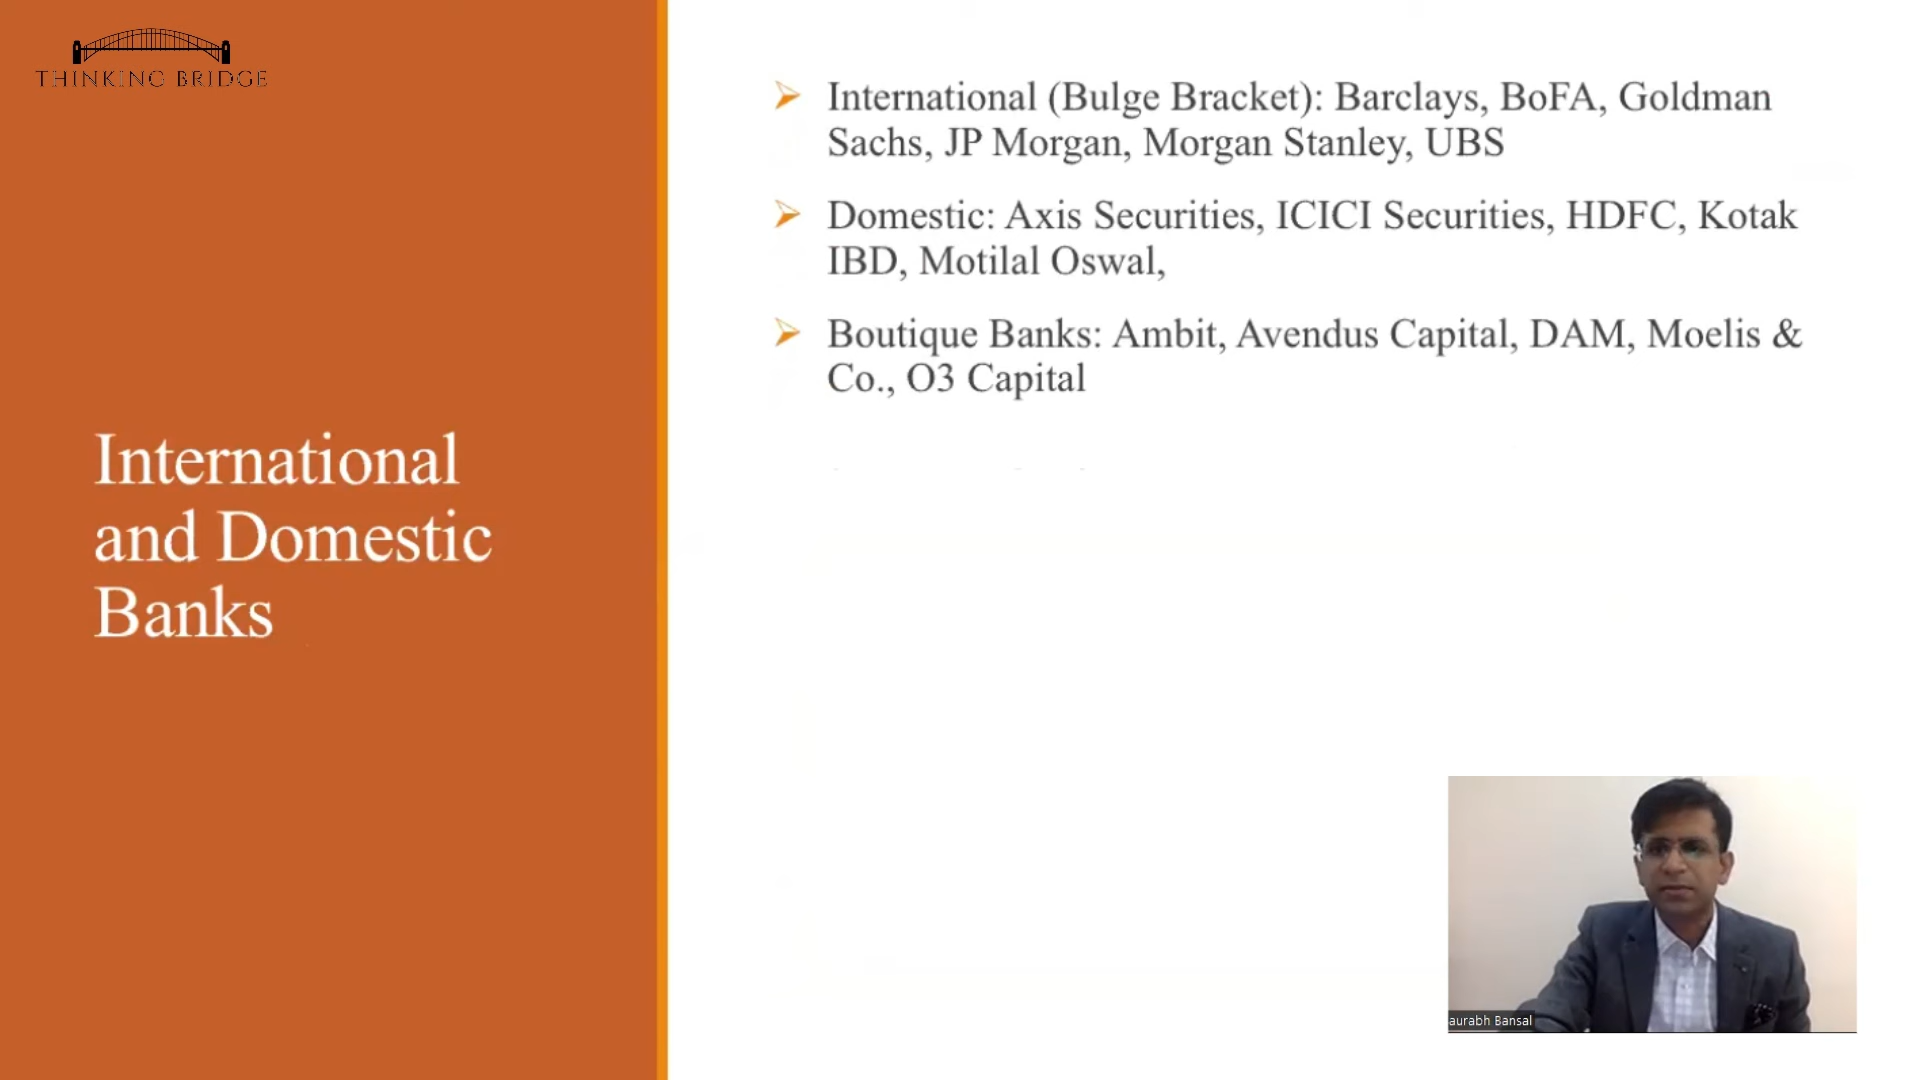 THINKING BRIDGE
International (Bulge Bracket): Barclays, BoFA, Goldman
Sachs, JP Morgan, Morgan Stanley, UBS
Domestic: Axis Securities, ICICI Securities, HDFC, Kotak
IBD, Motilal Oswal,
Boutique Banks: Ambit, Avendus Capital, DAM, Moelis &
Co., O3 Capital
International
and Domestic
Banks
aurabh Bansal